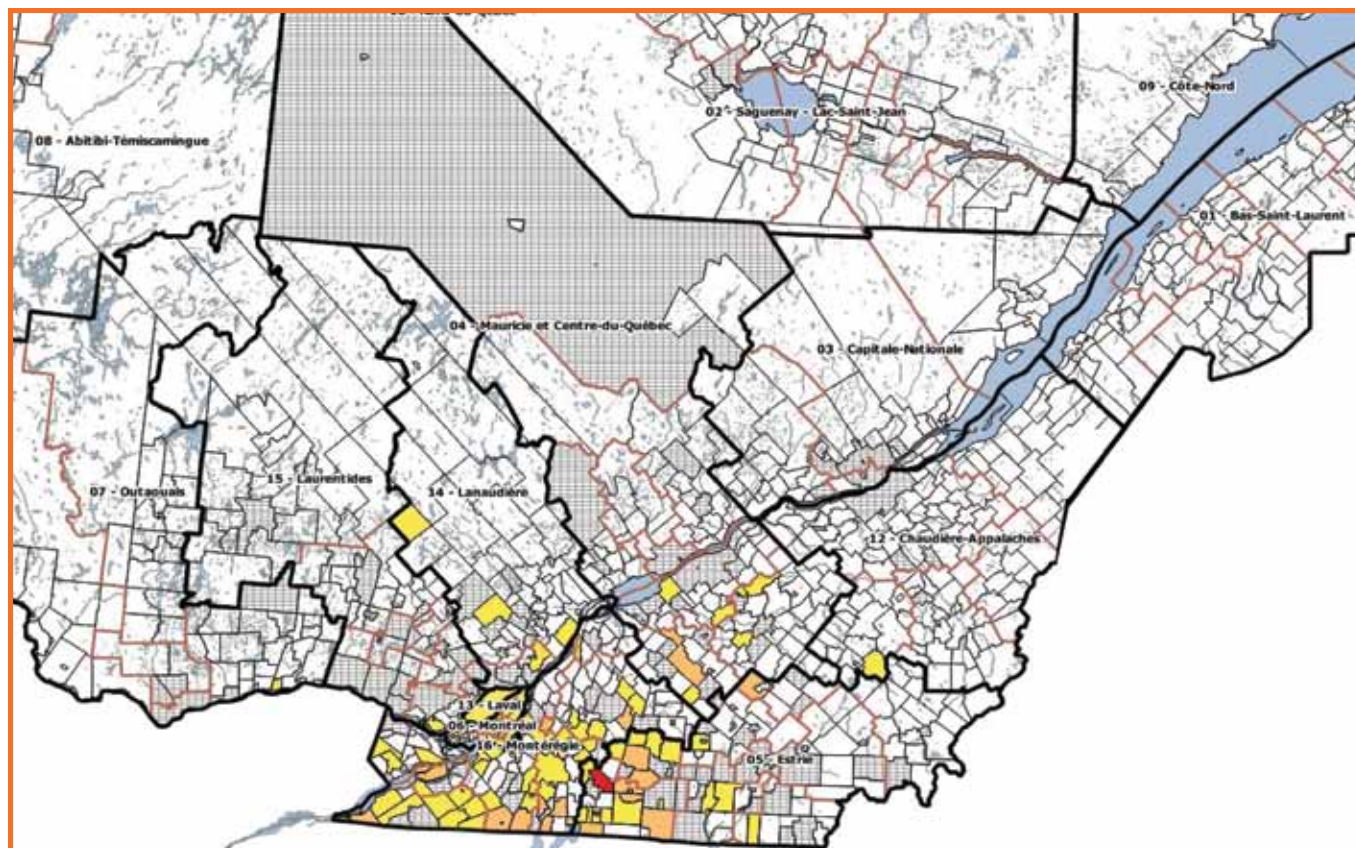 09 - Côte-Nord
02 - Saguenay - Lac-Saint-Jean
08 - Abitibi-Témiscamingue
01 - Bas-Saint-Laurent
04 - Mauricie et Centre-du-Québec
03 - Capitale-Nationale
15 - Laurentides
07 - Outaouais
14 - Lanaudière
12 - Chaudière-Appalaches
13 - Laval
06 - Montréal
16 - Montérégie
05 - Estrie